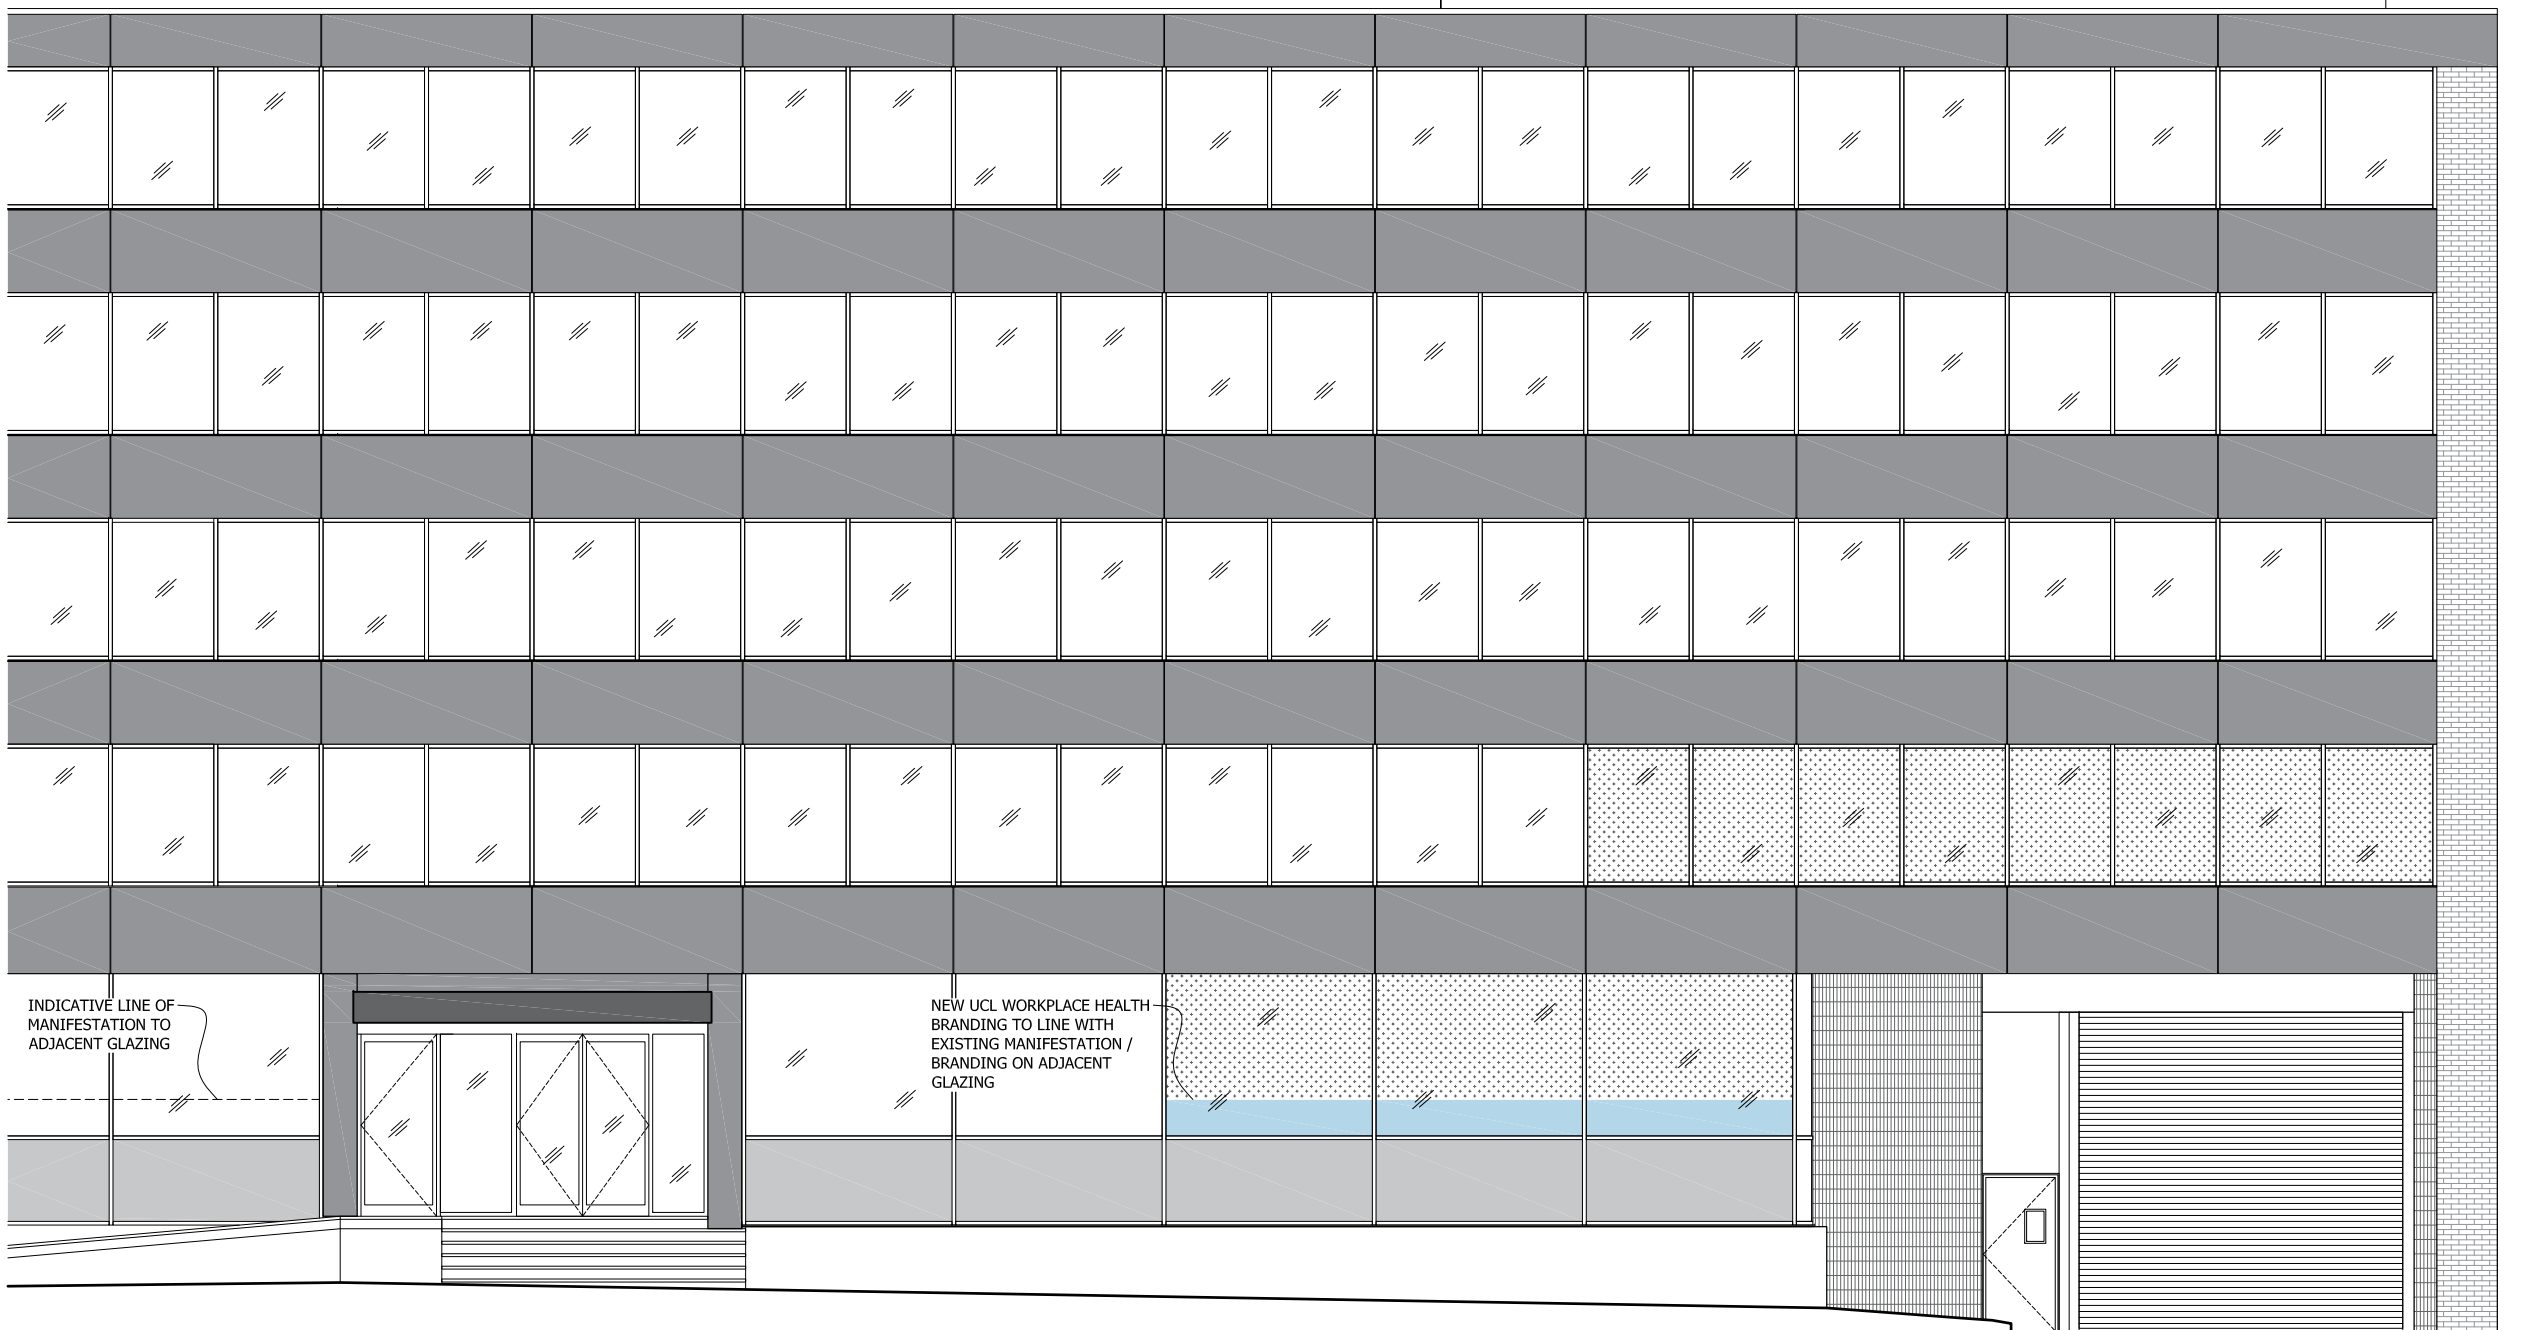 INDICATIVE LINE OF
MANIFESTATION TO
ADJACENT GLAZING
NEW UCL WORKPLACE HEALTH
BRANDING TO LINE WITH
EXISTING MANIFESTATION /
BRANDING ON ADJACENT
GLAZING